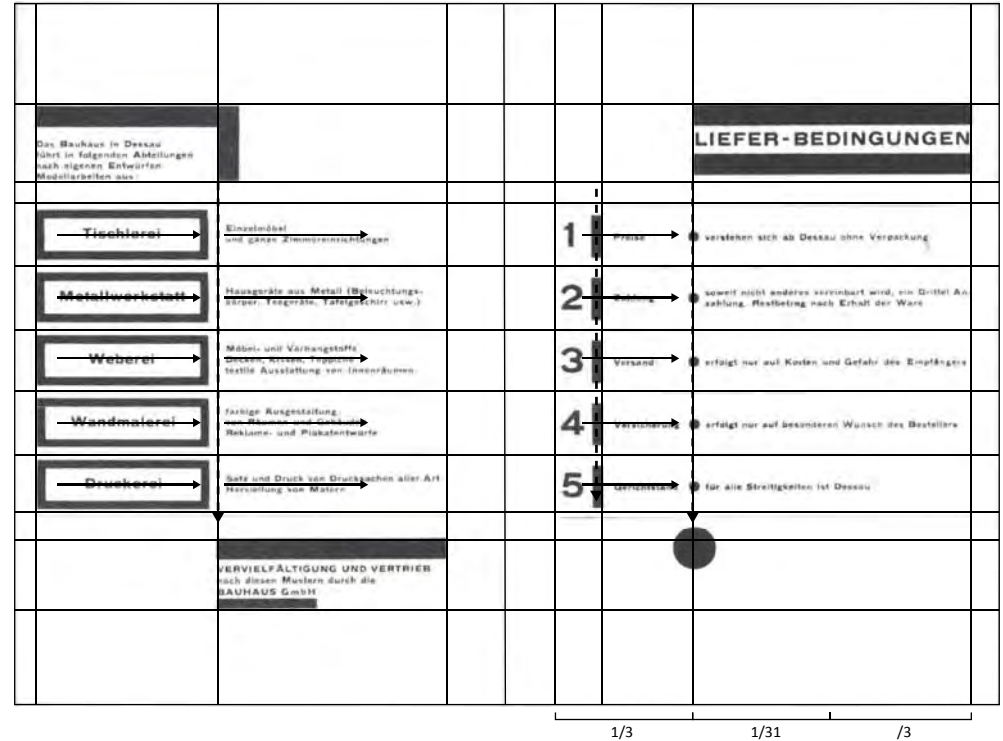 Das Bauhaus in Dessau
führt in folgenden Abteilungen
nach eigenen Entwürfen
Modellarbeiten aus:
Tischlerei
Einzelmöbel
und ganze Zimmereinrichtungen
Metallwerkstatt
Hausgeräte aus Metall (Beleuchtungs-
körper, Teegeräte, Tafelgeschirr usw.)
Weberei
Möbel- und Vorhangstoffe
Decken, Kissen, Teppiche
textile Ausstattung von Innenräumen
Wandmalerei
farbige Ausgestaltung
von Räumen und Gebäuden
Reklame- und Plakatentwürfe
Druckerei
Satz und Druck von Drucksachen aller Art
Herstellung von Matern
VERVIELFÄLTIGUNG UND VERTRIEB
nach diesen Mustern durch die
BAUHAUS GmbH
LIEFER-BEDINGUNGEN
1 Preise verstehen sich ab Dessau ohne Verpackung
2 Zahlung soweit nicht anderes vereinbart wird, ein Drittel An
zahlung, Restbetrag nach Erhalt der Ware
3 Versand erfolgt nur auf Kosten und Gefahr des Empfängers
4 Versicherung erfolgt nur auf besonderen Wunsch des Bestellers
5 Gerichtsstand für alle Streitigkeiten ist Dessau
1/3 1/31 /3